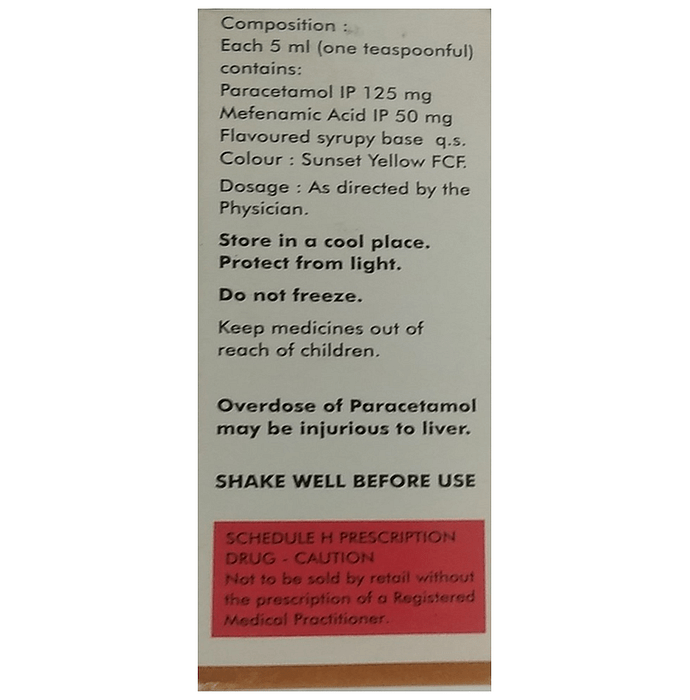 Composition :
Each 5 ml (one teaspoonful)
contains:
Paracetamol IP 125 mg
Mefenamic Acid IP 50 mg
Flavoured syrupy base q.s.
Colour : Sunset Yellow FCF.
Dosage : As directed by the
Physician.
Store in a cool place.
Protect from light.
Do not freeze.
Keep medicines out of
reach of children.
Overdose of Paracetamol
may be injurious to liver.
SHAKE WELL BEFORE USE
SCHEDULE H PRESCRIPTION
DRUG - CAUTION
Not to be sold by retail without
the prescription of a Registered
Medical Practitioner.